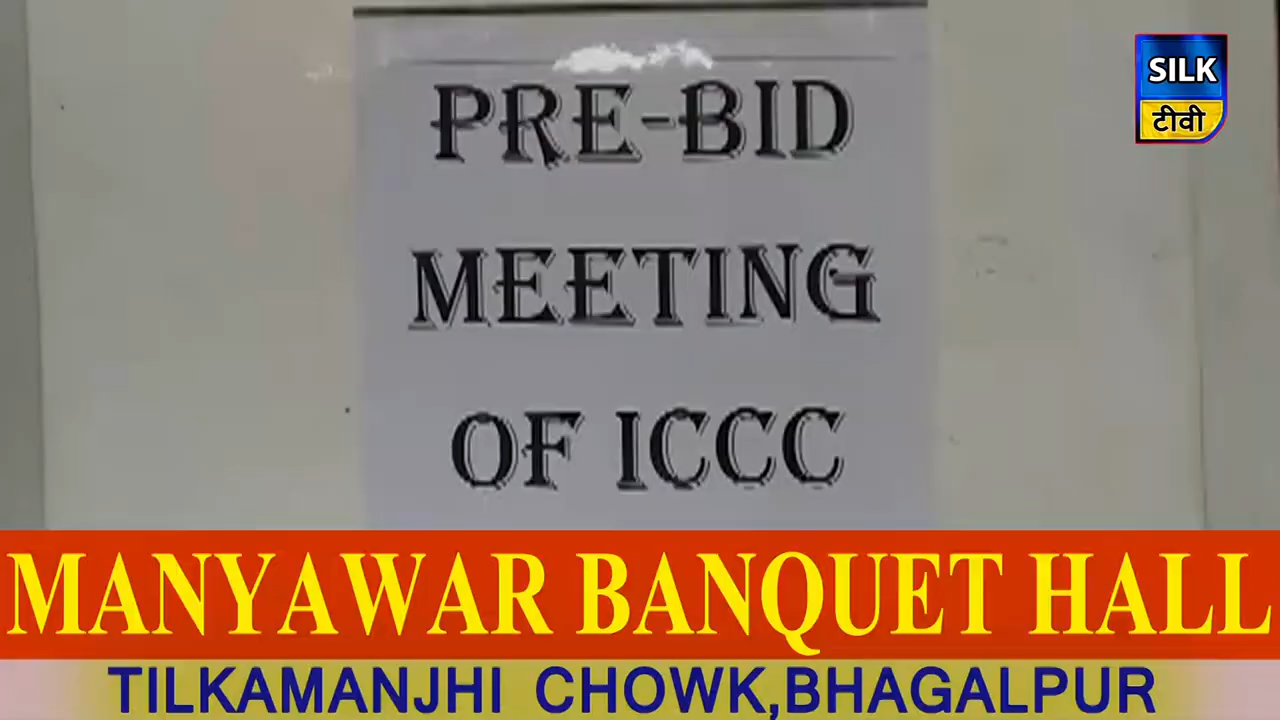 SILK
टीवी
PRE-BID
MEETING
OF ICCC
MANYAWAR BANQUET HALL
TILKAMANJHI CHOWK,BHAGALPUR